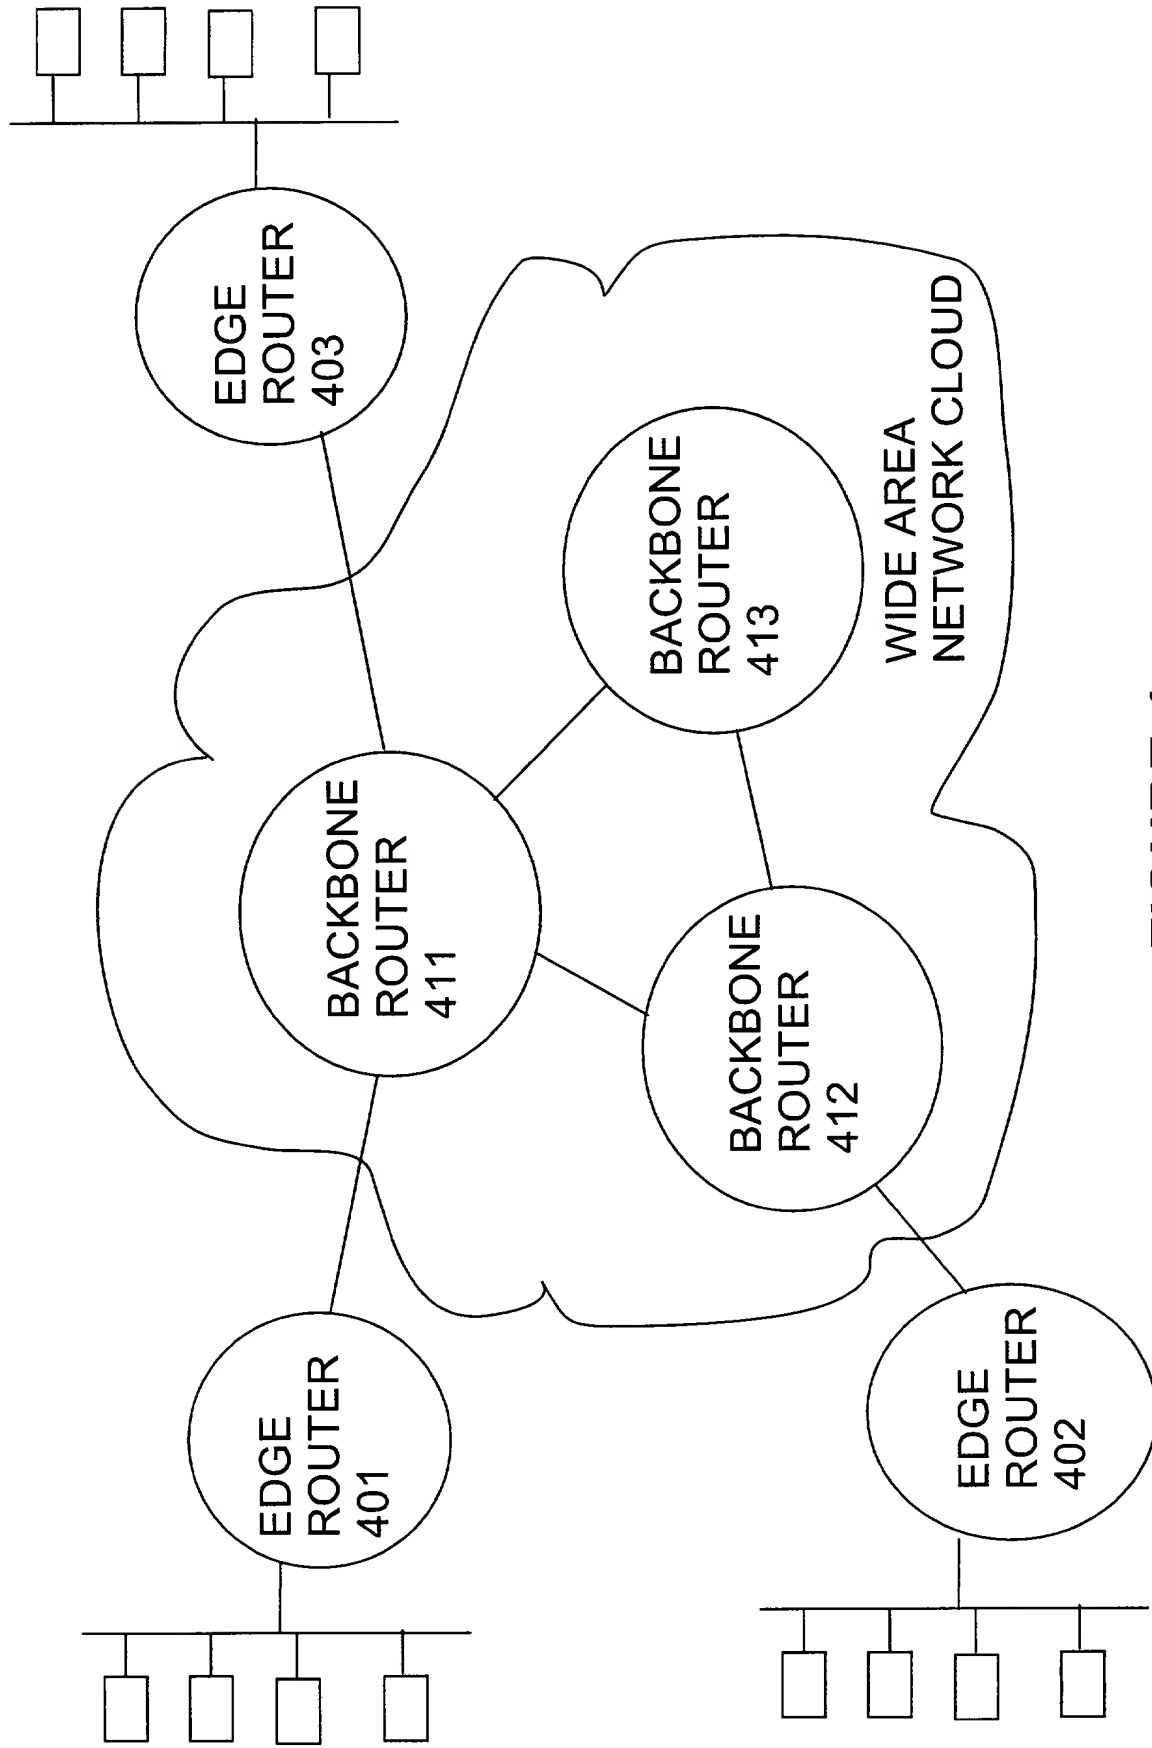 EDGE
ROUTER
401
BACKBONE
ROUTER
411
EDGE
ROUTER
403
BACKBONE
ROUTER
412
BACKBONE
ROUTER
413
EDGE
ROUTER
402
WIDE AREA
NETWORK CLOUD